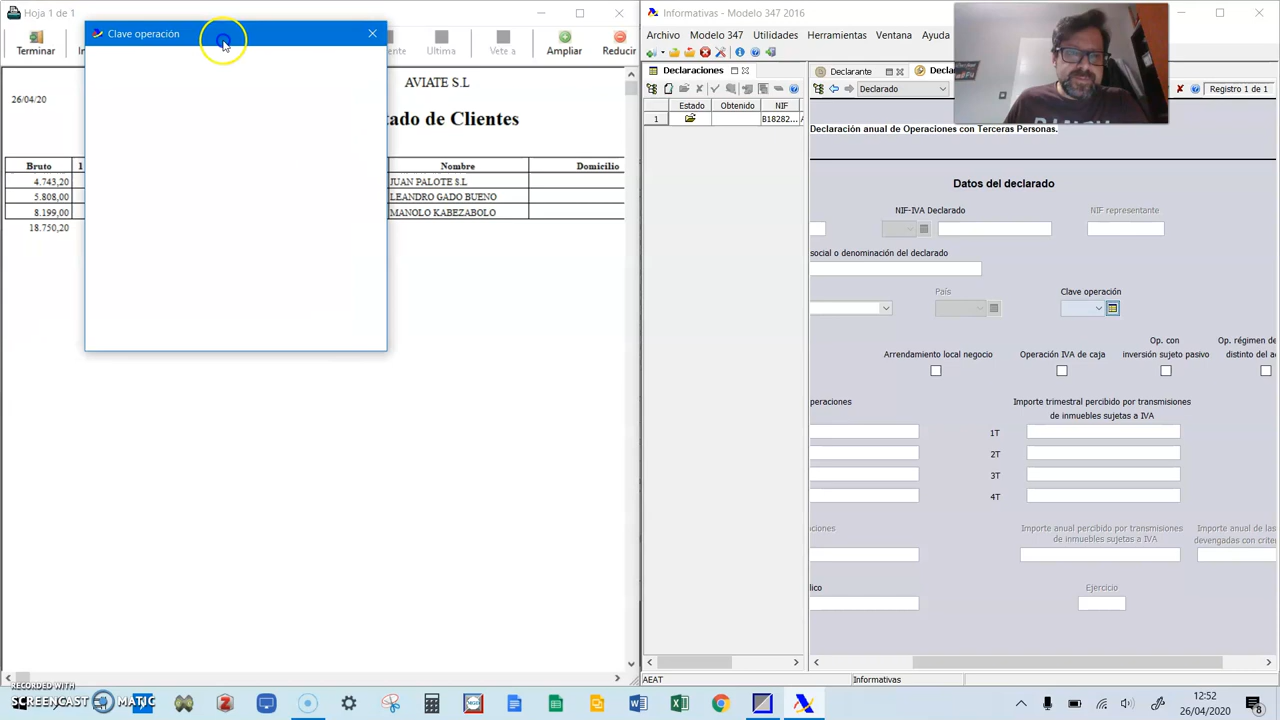 Hoja 1 de 1
Clave operación
Terminar
Ultima
Vete a
Ampliar
Reducir
26/04/20
AVIATE S.L
tado de Clientes
Bruto 1 Nombre Domicilio
4.743,20 JUAN PALOTE S.L
5.808,00 LEANDRO GADO BUENO
8.199,00 MANOLO KABEZABOLO
18.750,20
Informativas - Modelo 347 2016
Archivo Modelo 347 Utilidades Herramientas Ventana Ayuda
Declaraciones
Estado Obtenido NIF
1 B18282...
Declarante
Declarado
Registro 1 de 1
Declaración anual de Operaciones con Terceras Personas.
Datos del declarado
NIF-IVA Declarado NIF representante
social o denominación del declarado
País Clave operación
Arrendamiento local negocio
Operación IVA de caja
Op. con
inversión sujeto pasivo
Op. régimen de
distinto del a
peraciones
Importe trimestral percibido por transmisiones
de inmuebles sujetas a IVA
1T
2T
3T
4T
ciones
Importe anual percibido por transmisiones
de inmuebles sujetas a IVA
Importe anual de las
devengadas con crite
lico
Ejercicio
AEAT Informativas
RECORDED WITH
SCREENCAST MATIC
12:52
26/04/2020
8